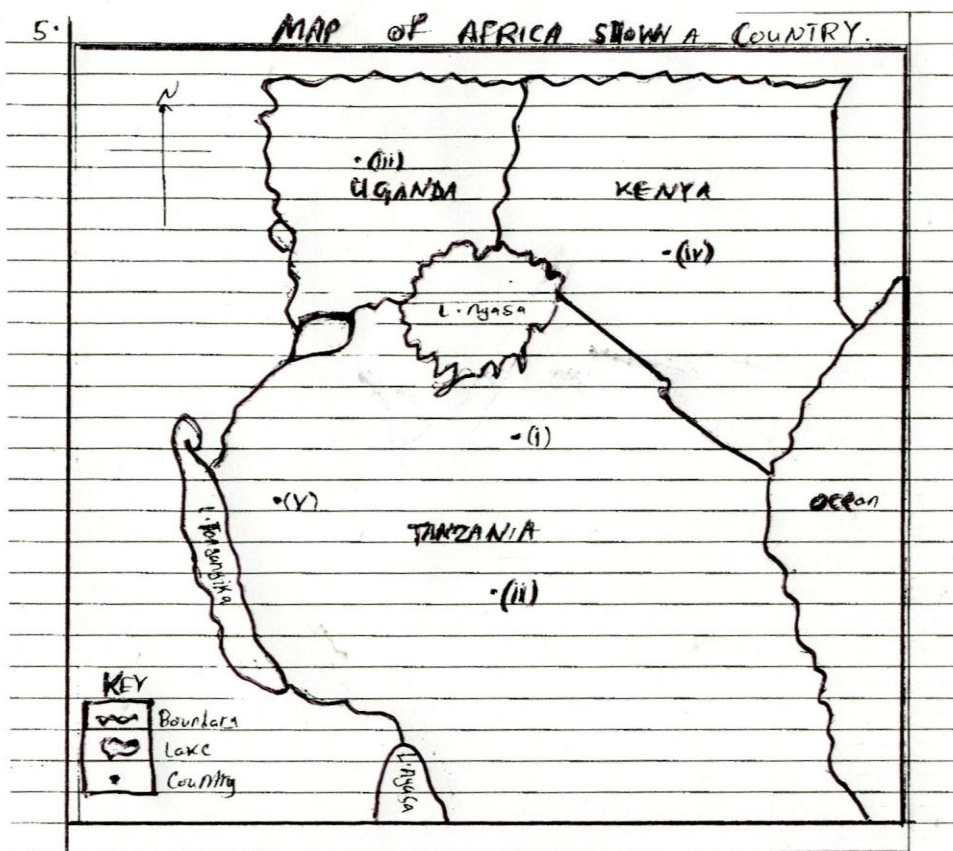 5.
MAP OF AFRICA SHOWN A COUNTRY.
N
.(iii)
UGANDA
KENYA
.(iv)
L.Nyasa
.(i)
.(v)
OCEan
TANZANIA
.(ii)
KEY
Boundary
Lake
Country
L.Nyasa